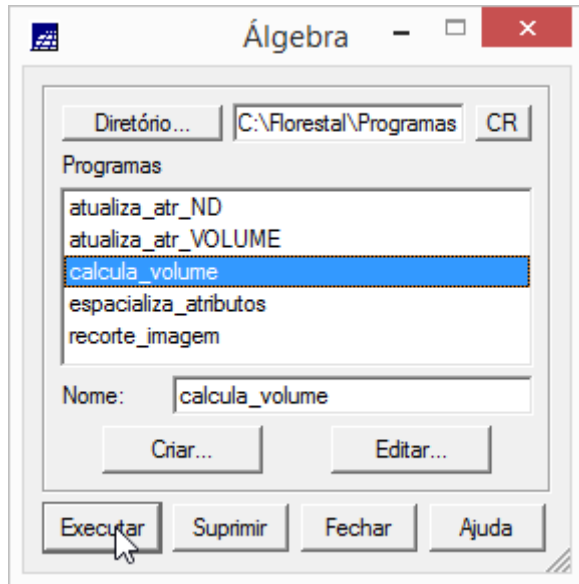 Álgebra
Diretório... C:\Florestal\Programas CR
Programas
atualiza_atr_ND
atualiza_atr_VOLUME
calcula_volume
espacializa_atributos
recorte_imagem
Nome: calcula_volume
Criar... Editar...
Executar Suprimir Fechar Ajuda